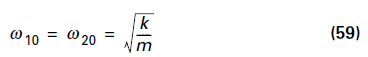 ω₁₀ = ω₂₀ = √(k/m) (59)